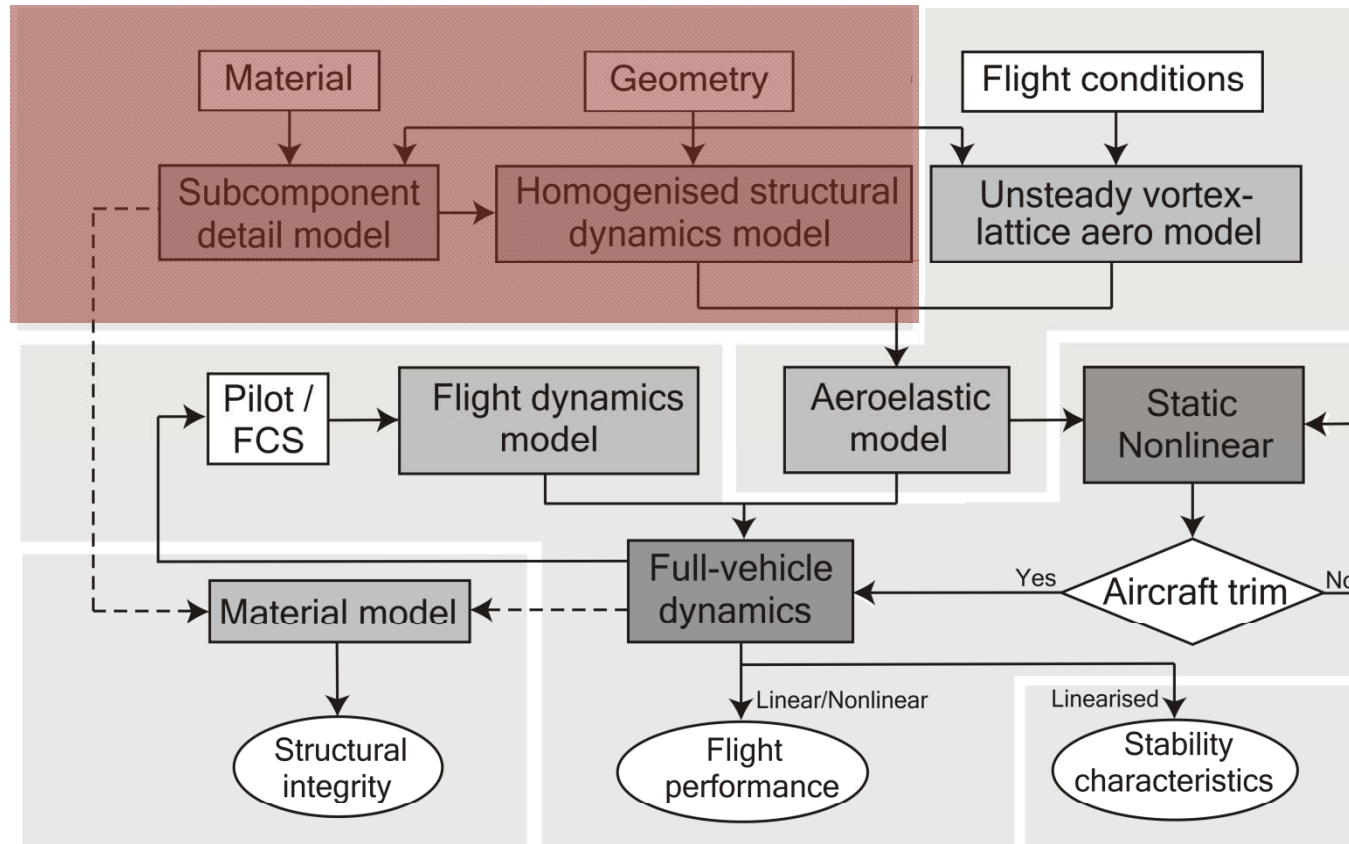 Material
Geometry
Flight conditions
Subcomponent
detail model
Homogenised structural
dynamics model
Unsteady vortex-
lattice aero model
Pilot /
FCS
Flight dynamics
model
Aeroelastic
model
Static
Nonlinear
Full-vehicle
dynamics
Yes
Aircraft trim
No
Material model
Linear/Nonlinear
Linearised
Structural
integrity
Flight
performance
Stability
characteristics